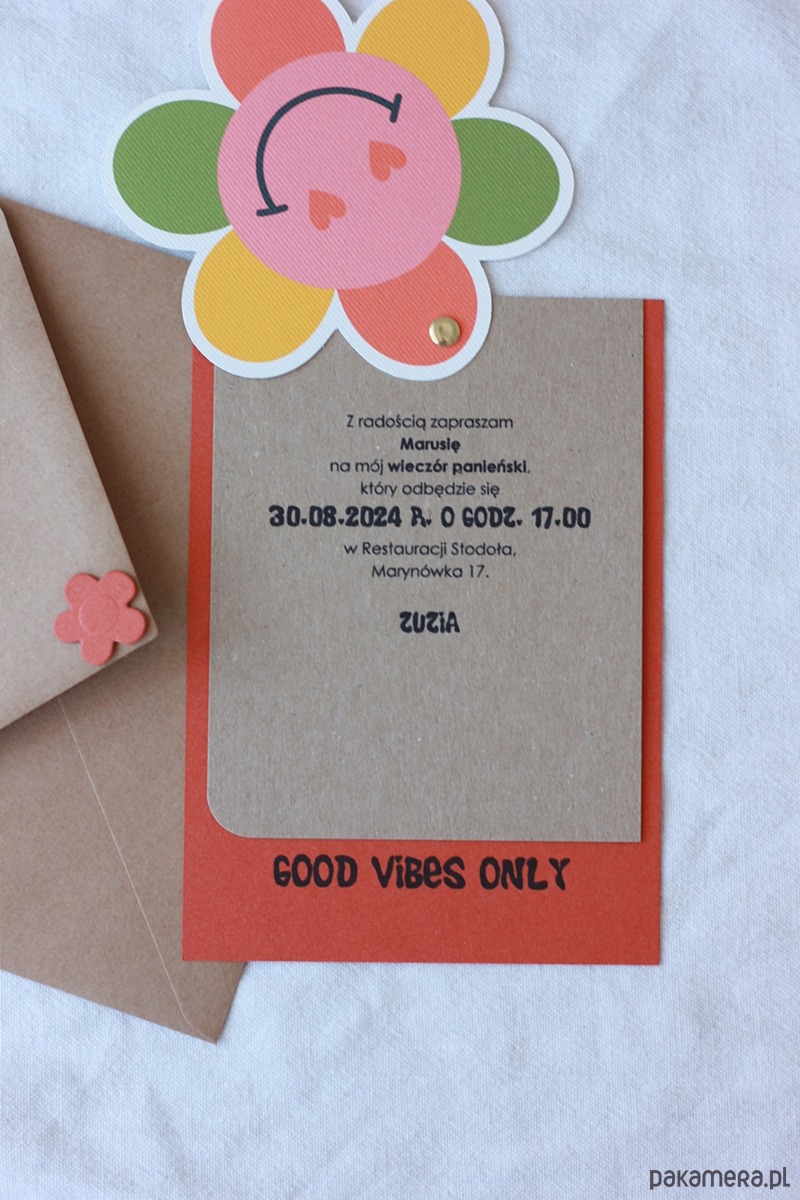 Z radością zapraszam
Marusię
na mój wieczór panieński,
który odbędzie się
30.08.2024 R. O GODZ. 17.00
w Restauracji Stodoła,
Marynówka 17.
ZUZiA
GOOD ViBeS ONLY
pakamera.pl